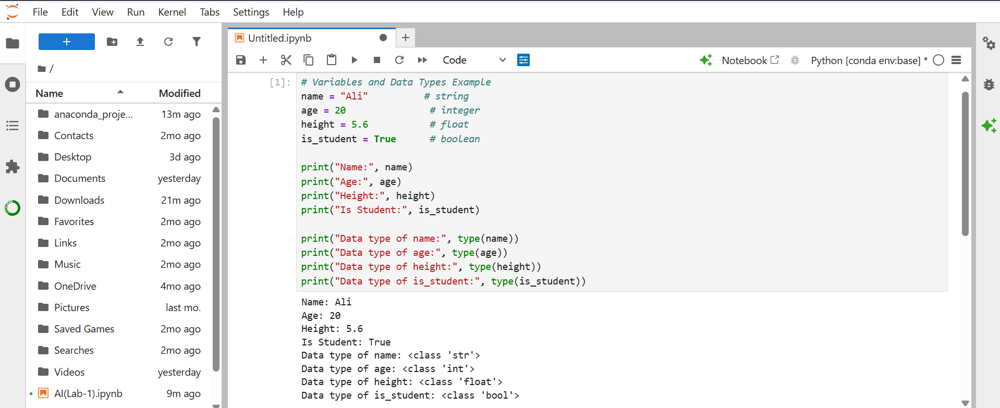 File Edit View Run Kernel Tabs Settings Help
+
/
Name Modified
anaconda_proje... 13m ago
Contacts 2mo ago
Desktop 3d ago
Documents yesterday
Downloads 21m ago
Favorites 2mo ago
Links 2mo ago
Music 2mo ago
OneDrive 4mo ago
Pictures last mo.
Saved Games 2mo ago
Searches 2mo ago
Videos yesterday
AI(Lab-1).ipynb 9m ago
Untitled.ipynb
Code Notebook Python [conda env:base] *
[1]: # Variables and Data Types Example
name = "Ali"          # string
age = 20               # integer
height = 5.6           # float
is_student = True      # boolean
print("Name:", name)
print("Age:", age)
print("Height:", height)
print("Is Student:", is_student)
print("Data type of name:", type(name))
print("Data type of age:", type(age))
print("Data type of height:", type(height))
print("Data type of is_student:", type(is_student))
Name: Ali
Age: 20
Height: 5.6
Is Student: True
Data type of name: <class 'str'>
Data type of age: <class 'int'>
Data type of height: <class 'float'>
Data type of is_student: <class 'bool'>